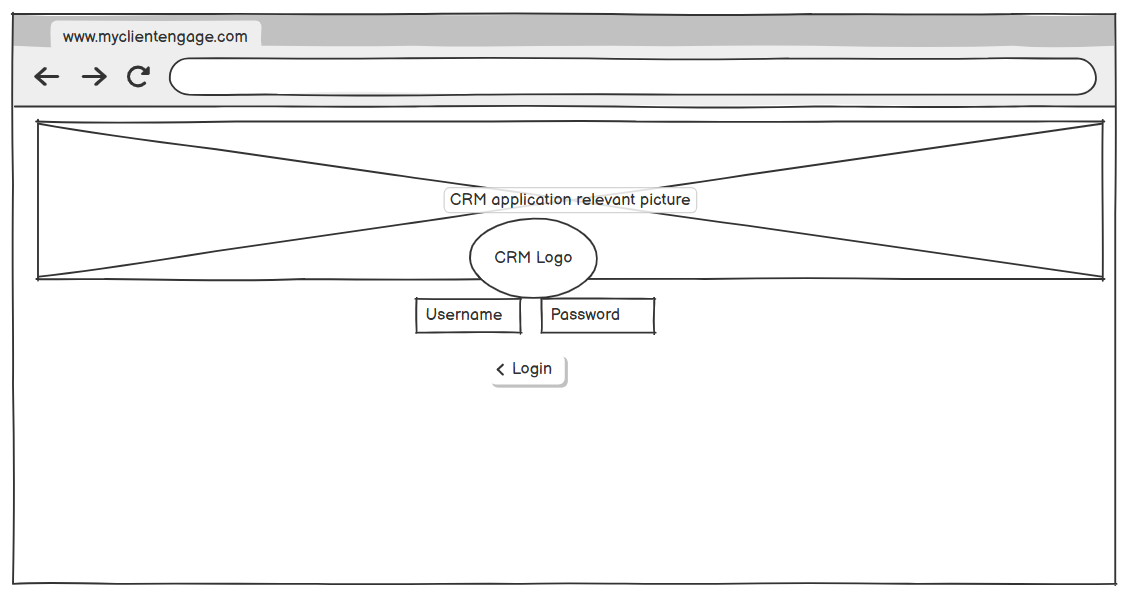 www.myclientengage.com
CRM application relevant picture
CRM Logo
Username
Password
Login